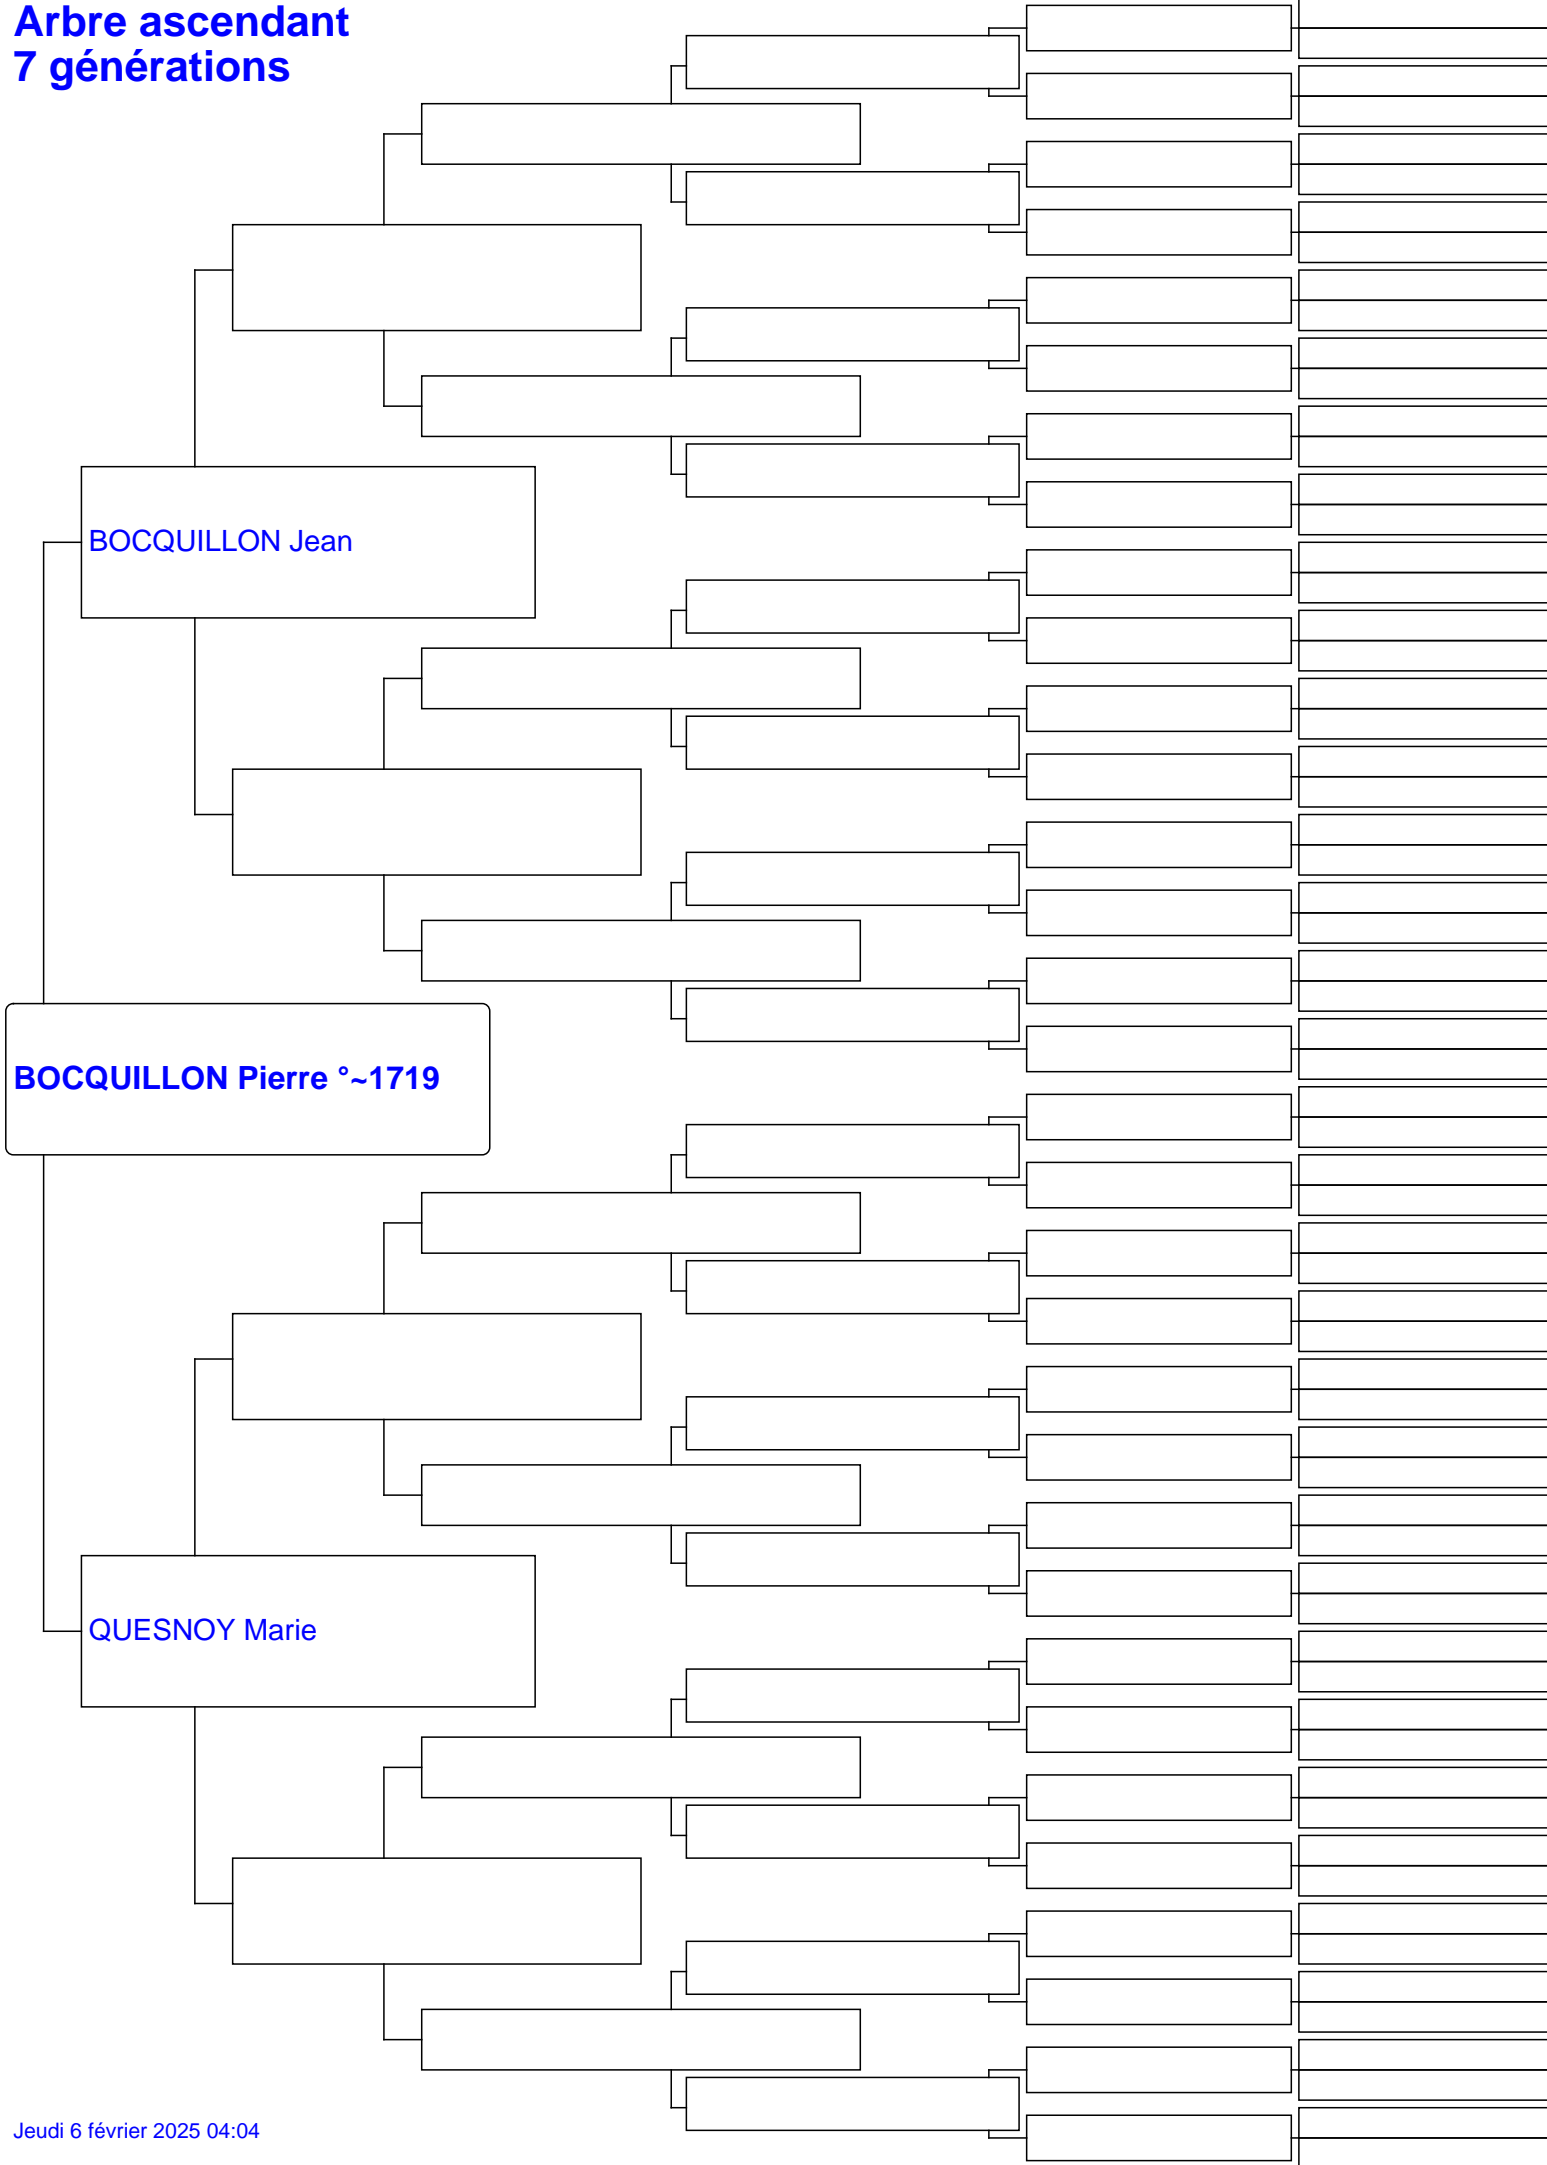 Arbre ascendant
7 générations
BOCQUILLON Jean
BOCQUILLON Pierre °~1719
QUESNOY Marie
Jeudi 6 février 2025 04:04